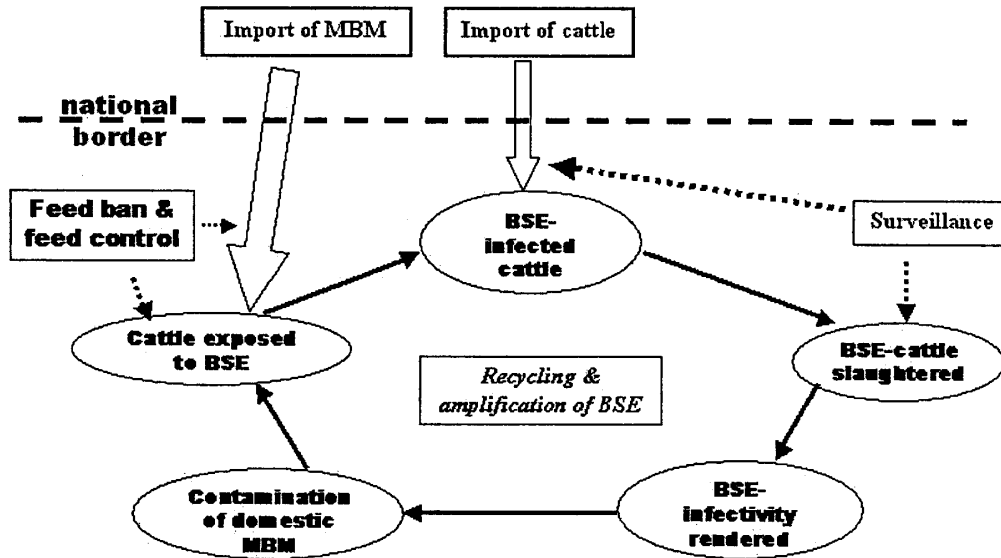 Import of MBM
Import of cattle
national
border
Feed ban &
feed control
BSE-
infected
cattle
Surveillance
Cattle exposed
to BSE
BSE-cattle
slaughtered
Recycling &
amplification of BSE
Contamination
of domestic
MBM
BSE-
infectivity
rendered